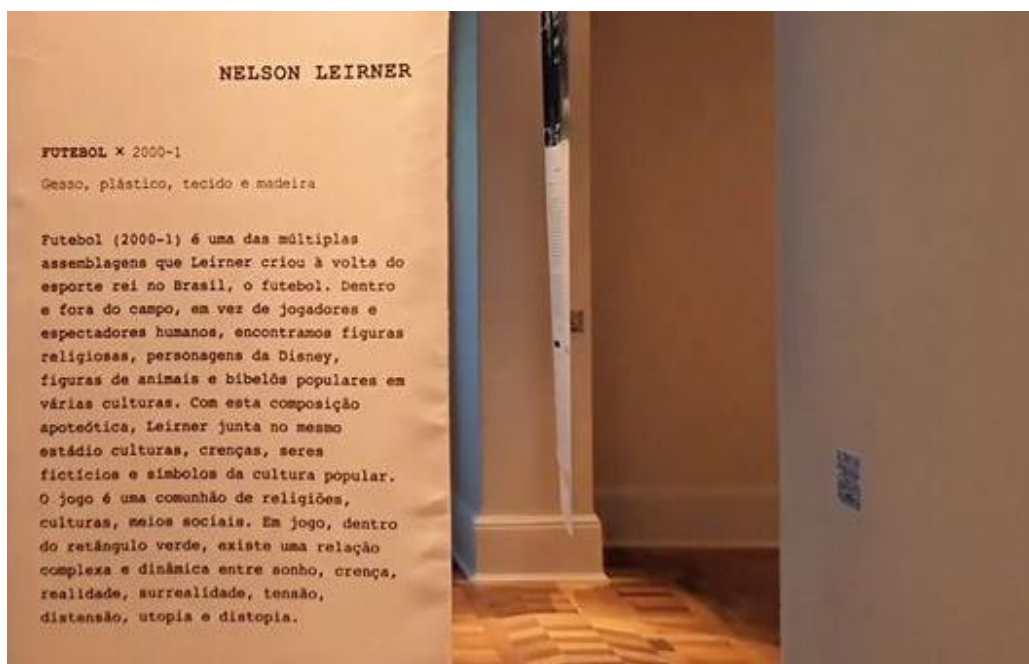 NELSON LEIRNER
FUTEBOL × 2000-1
Gesso, plástico, tecido e madeira
Futebol (2000-1) é uma das múltiplas
assemblagens que Leirner criou à volta do
esporte rei no Brasil, o futebol. Dentro
e fora do campo, em vez de jogadores e
espectadores humanos, encontramos figuras
religiosas, personagens da Disney,
figuras de animais e bibelôs populares em
várias culturas. Com esta composição
apoteótica, Leirner junta no mesmo
estádio culturas, crenças, seres
fictícios e símbolos da cultura popular.
O jogo é uma comunhão de religiões,
culturas, meios sociais. Em jogo, dentro
do retângulo verde, existe uma relação
complexa e dinâmica entre sonho, crença,
realidade, surrealidade, tensão,
distensão, utopia e distopia.